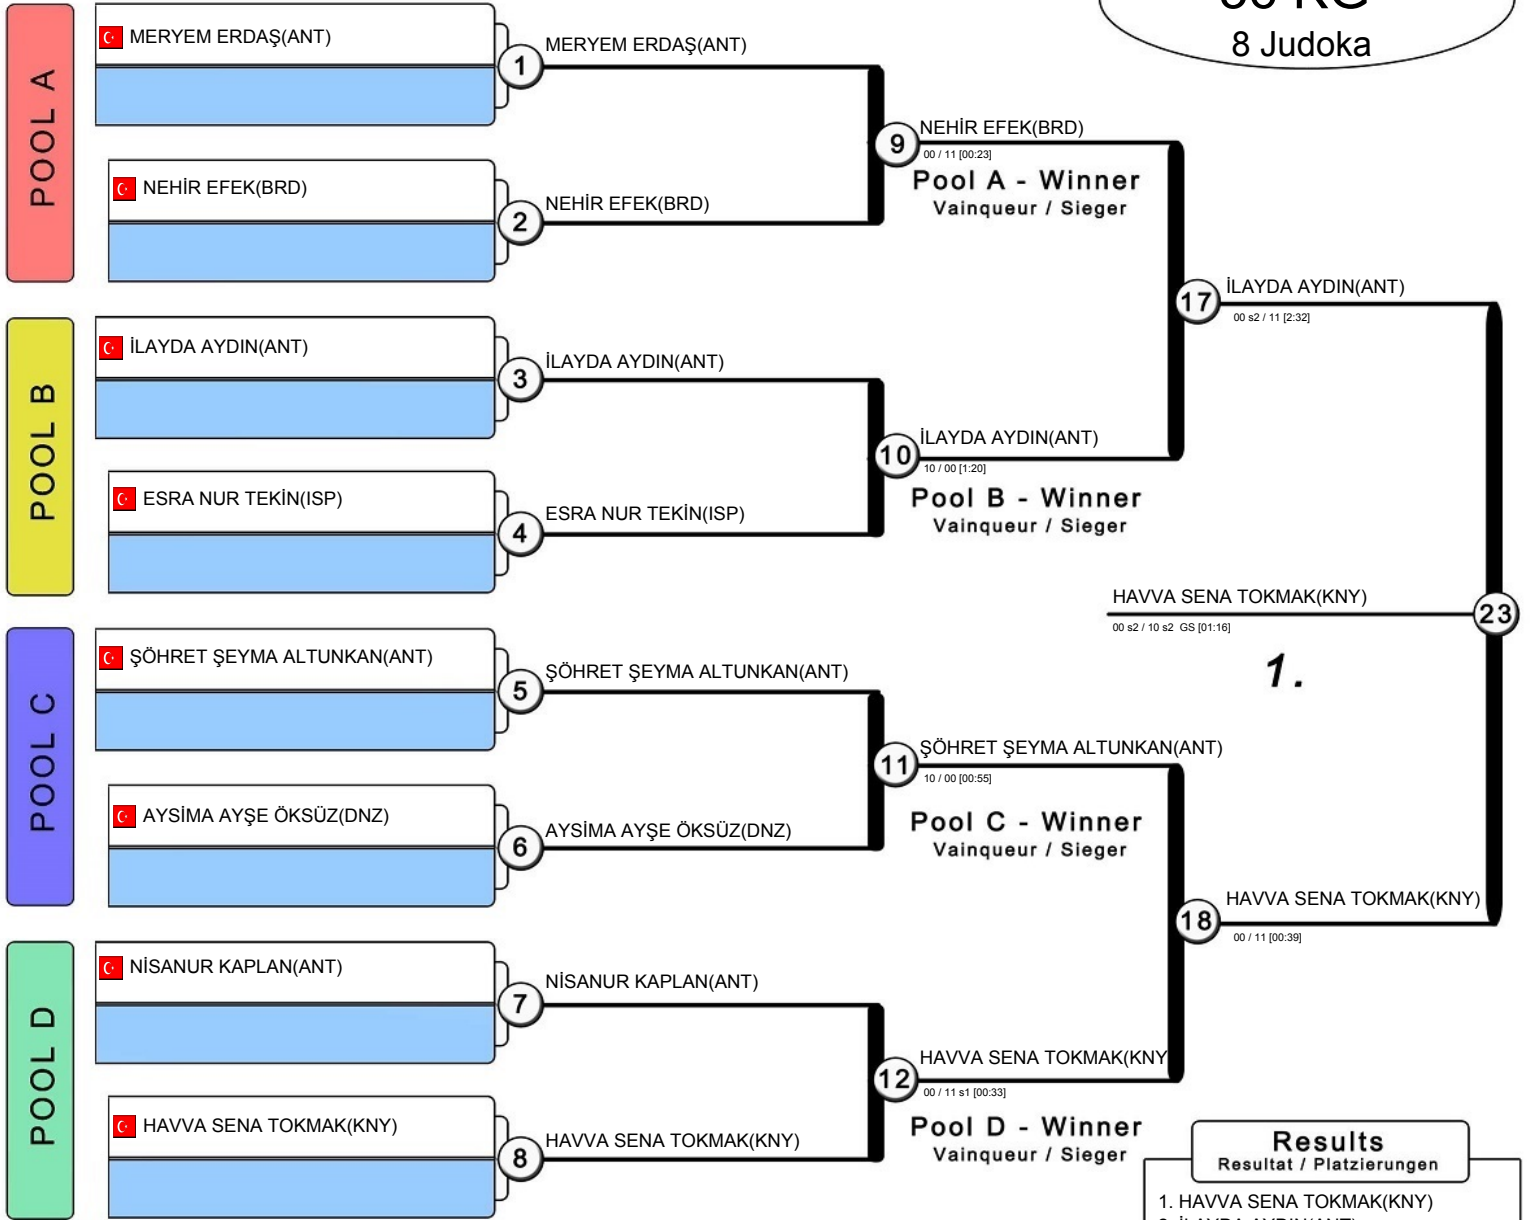 KG
8 Judoka
POOL A
MERYEM ERDAŞ(ANT)
1
MERYEM ERDAŞ(ANT)
NEHİR EFEK(BRD)
2
NEHİR EFEK(BRD)
9
NEHİR EFEK(BRD)
00 / 11 [00:23]
Pool A - Winner
Vainqueur / Sieger
17
İLAYDA AYDIN(ANT)
00 s2 / 11 [2:32]
POOL B
İLAYDA AYDIN(ANT)
3
İLAYDA AYDIN(ANT)
ESRA NUR TEKİN(ISP)
4
ESRA NUR TEKİN(ISP)
10
İLAYDA AYDIN(ANT)
10 / 00 [1:20]
Pool B - Winner
Vainqueur / Sieger
HAVVA SENA TOKMAK(KNY)
00 s2 / 10 s2 GS [01:16]
23
1.
POOL C
ŞÖHRET ŞEYMA ALTUNKAN(ANT)
5
ŞÖHRET ŞEYMA ALTUNKAN(ANT)
AYSİMA AYŞE ÖKSÜZ(DNZ)
6
AYSİMA AYŞE ÖKSÜZ(DNZ)
11
ŞÖHRET ŞEYMA ALTUNKAN(ANT)
10 / 00 [00:55]
Pool C - Winner
Vainqueur / Sieger
18
HAVVA SENA TOKMAK(KNY)
00 / 11 [00:39]
POOL D
NİSANUR KAPLAN(ANT)
7
NİSANUR KAPLAN(ANT)
HAVVA SENA TOKMAK(KNY)
8
HAVVA SENA TOKMAK(KNY)
12
HAVVA SENA TOKMAK(KNY
00 / 11 s1 [00:33]
Pool D - Winner
Vainqueur / Sieger
Results
Resultat / Platzierungen
1. HAVVA SENA TOKMAK(KNY)